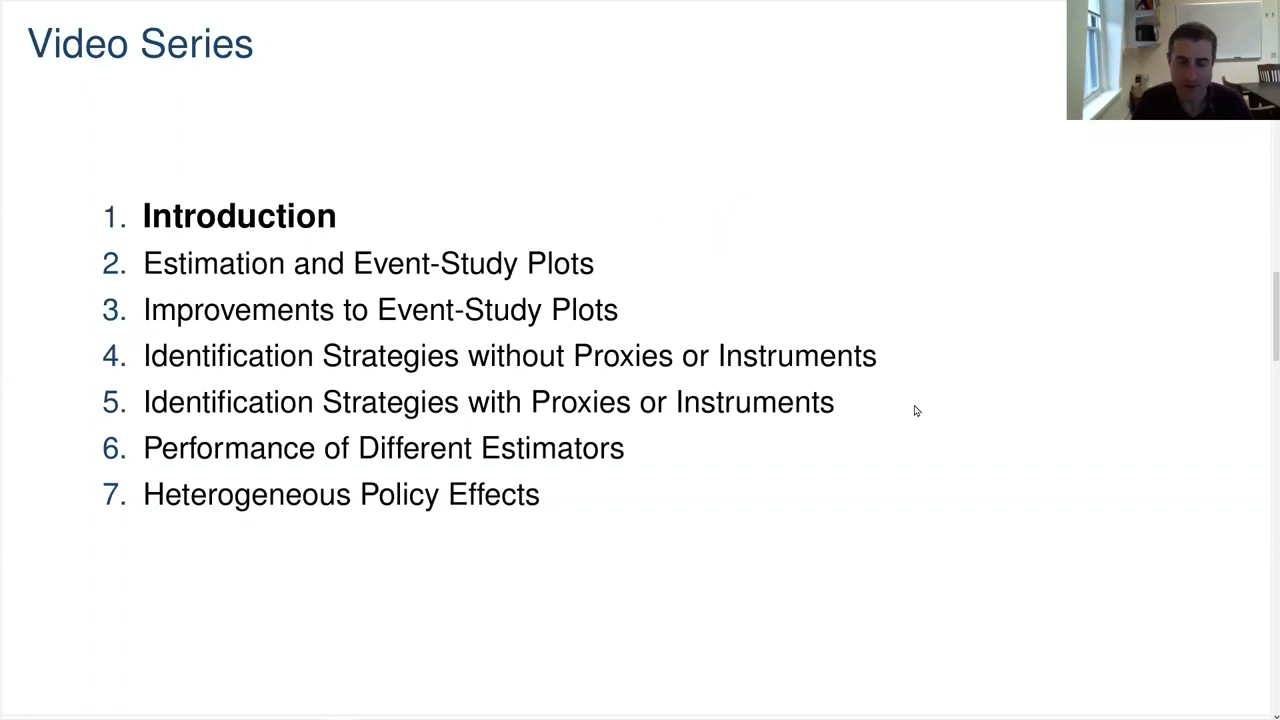 Video Series
1. Introduction
2. Estimation and Event-Study Plots
3. Improvements to Event-Study Plots
4. Identification Strategies without Proxies or Instruments
5. Identification Strategies with Proxies or Instruments
6. Performance of Different Estimators
7. Heterogeneous Policy Effects